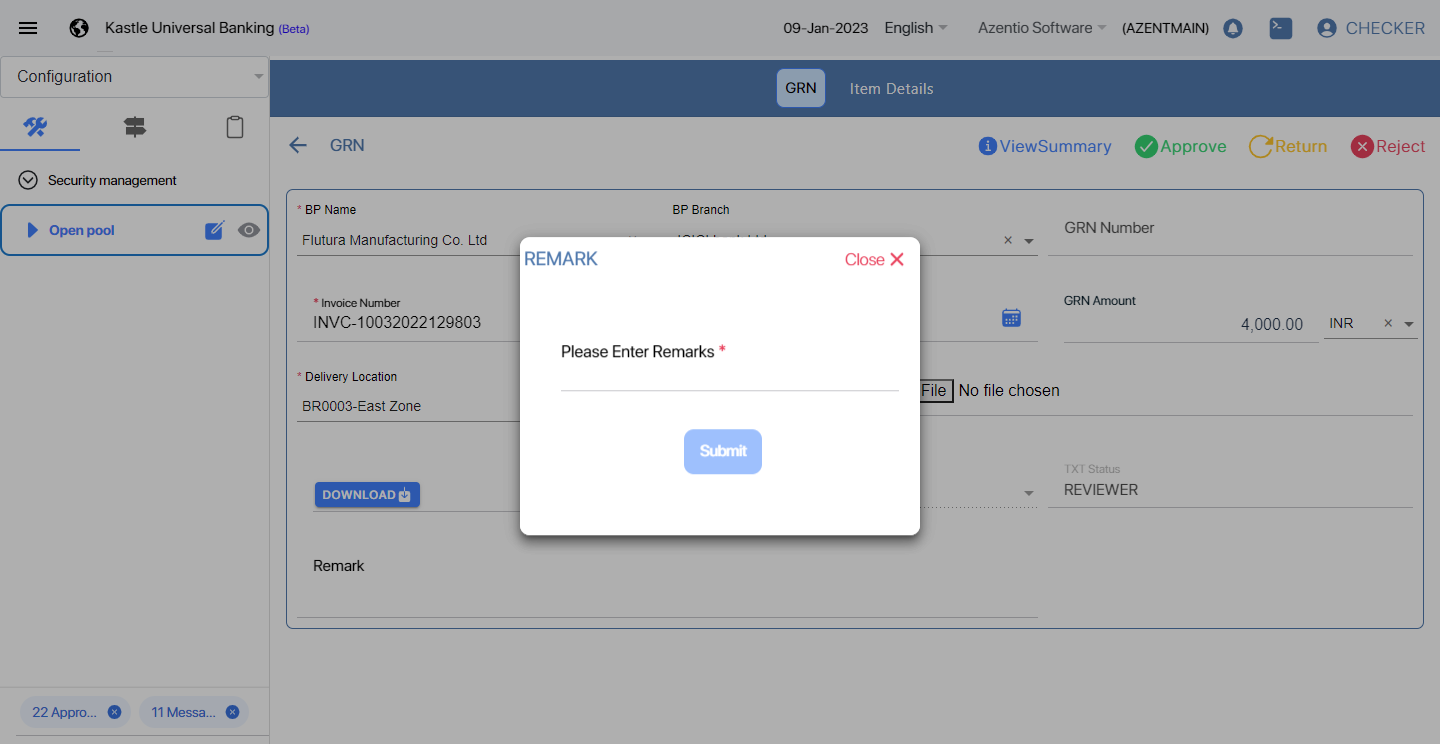 Kastle Universal Banking (Beta)
09-Jan-2023 English Azentio Software (AZENTMAIN) CHECKER
Configuration
GRN Item Details
GRN
ViewSummary Approve Return Reject
Security management
Open pool
* BP Name BP Branch GRN Number
Flutura Manufacturing Co. Ltd
REMARK Close
* Invoice Number GRN Amount
INVC-10032022129803 4,000.00 INR
Please Enter Remarks *
* Delivery Location
File No file chosen
BR0003-East Zone
Submit
TXT Status
REVIEWER
DOWNLOAD
Remark
22 Appro... 11 Messa...